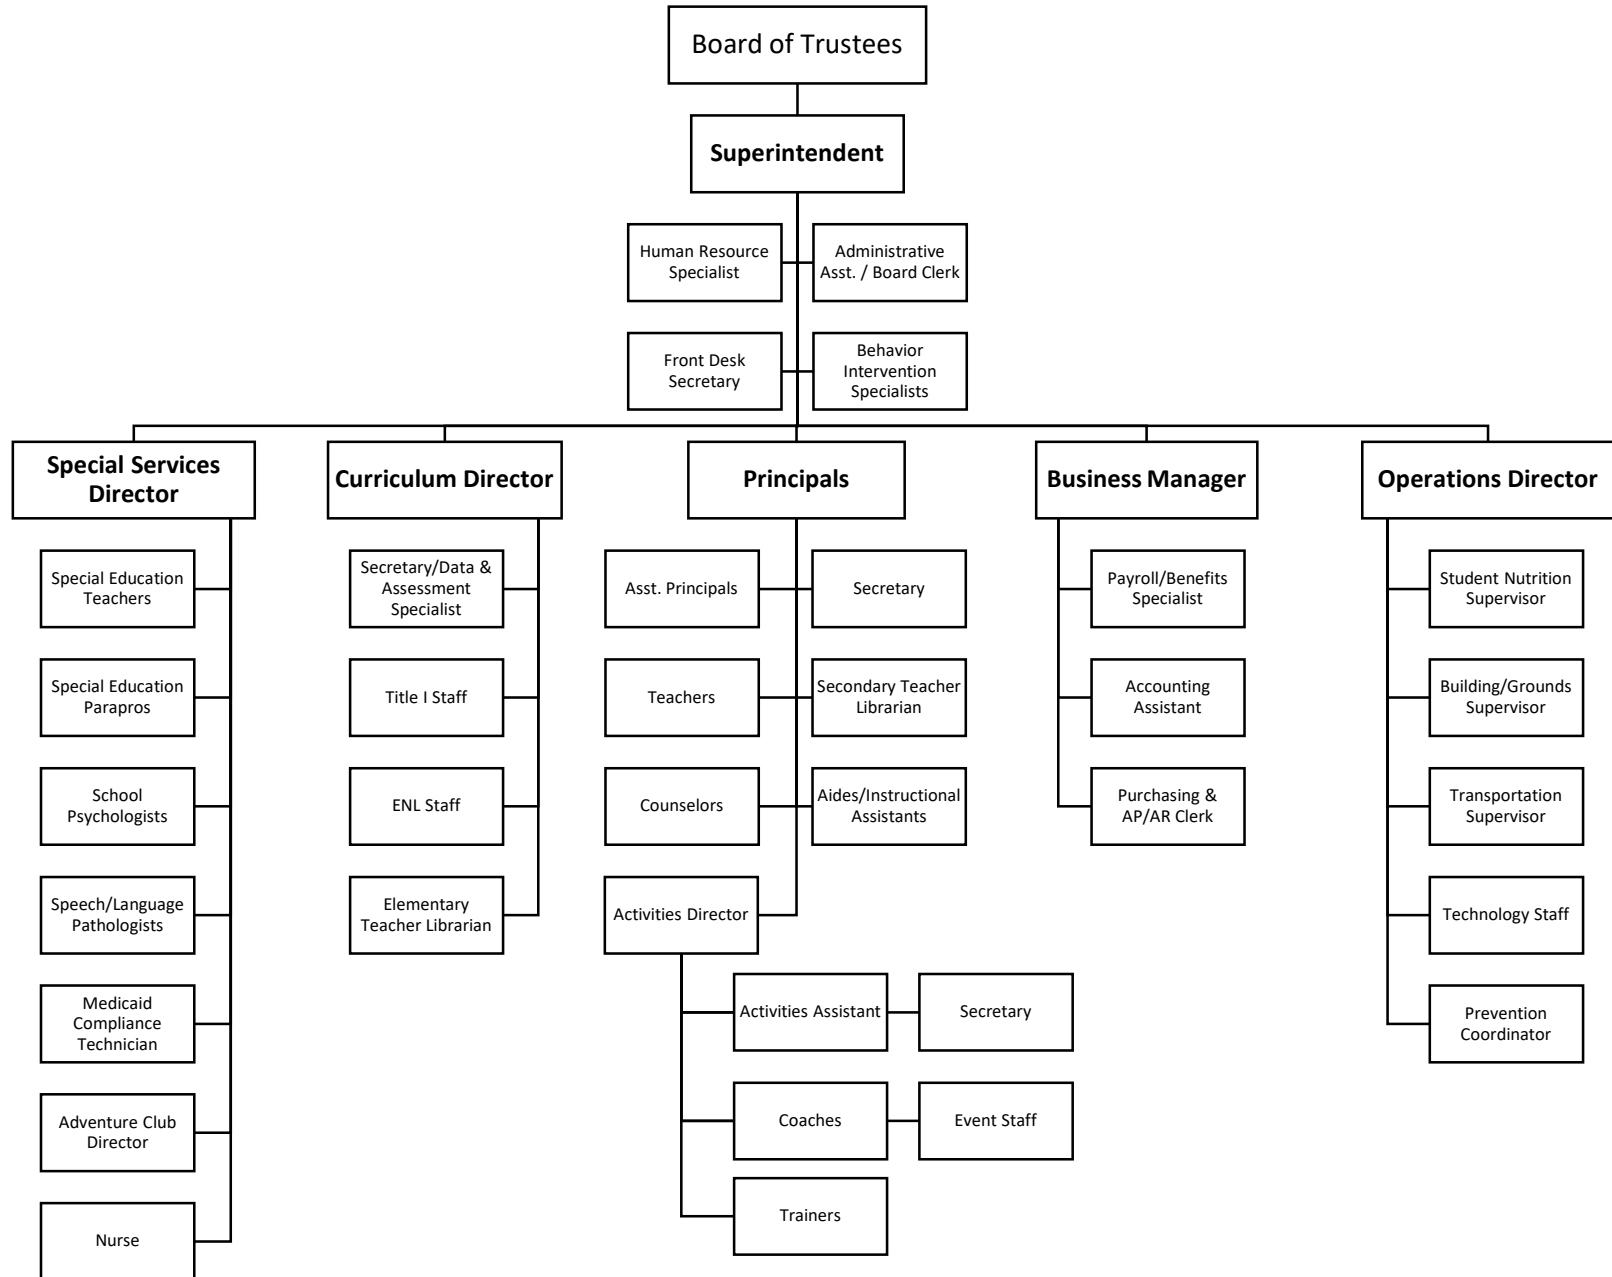 Board of Trustees
Superintendent
Human Resource
Specialist
Administrative
Asst. / Board Clerk
Front Desk
Secretary
Behavior
Intervention
Specialists
Special Services
Director
Curriculum Director
Principals
Business Manager
Operations Director
Special Education
Teachers
Special Education
Parapros
School
Psychologists
Speech/Language
Pathologists
Medicaid
Compliance
Technician
Adventure Club
Director
Nurse
Secretary/Data &
Assessment
Specialist
Title I Staff
ENL Staff
Elementary
Teacher Librarian
Asst. Principals
Secretary
Teachers
Secondary Teacher
Librarian
Counselors
Aides/Instructional
Assistants
Activities Director
Activities Assistant
Secretary
Coaches
Event Staff
Trainers
Payroll/Benefits
Specialist
Accounting
Assistant
Purchasing &
AP/AR Clerk
Student Nutrition
Supervisor
Building/Grounds
Supervisor
Transportation
Supervisor
Technology Staff
Prevention
Coordinator